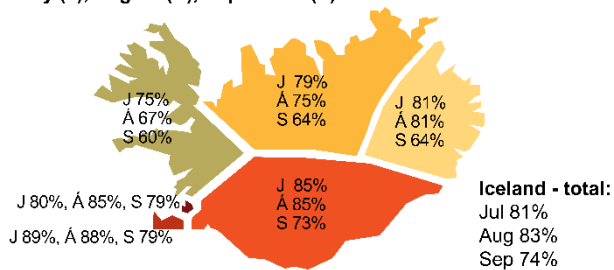 J 79%
Á 75%
S 64%
J 75%
Á 67%
S 60%
J 81%
Á 81%
S 64%
J 80%, Á 85%, S 79%
J 85%
Á 85%
S 73%
J 89%, Á 88%, S 79%
Iceland - total:
Jul 81%
Aug 83%
Sep 74%